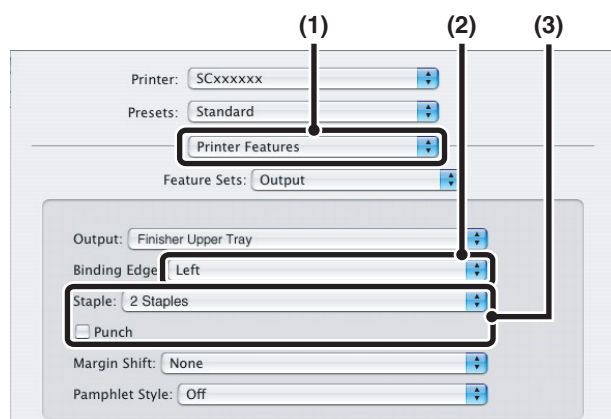 (1) (2) (3)
Printer: SCxxxxxx
Presets: Standard
Printer Features
Feature Sets: Output
Output: Finisher Upper Tray
Binding Edge: Left
Staple: 2 Staples
Punch
Margin Shift: None
Pamphlet Style: Off